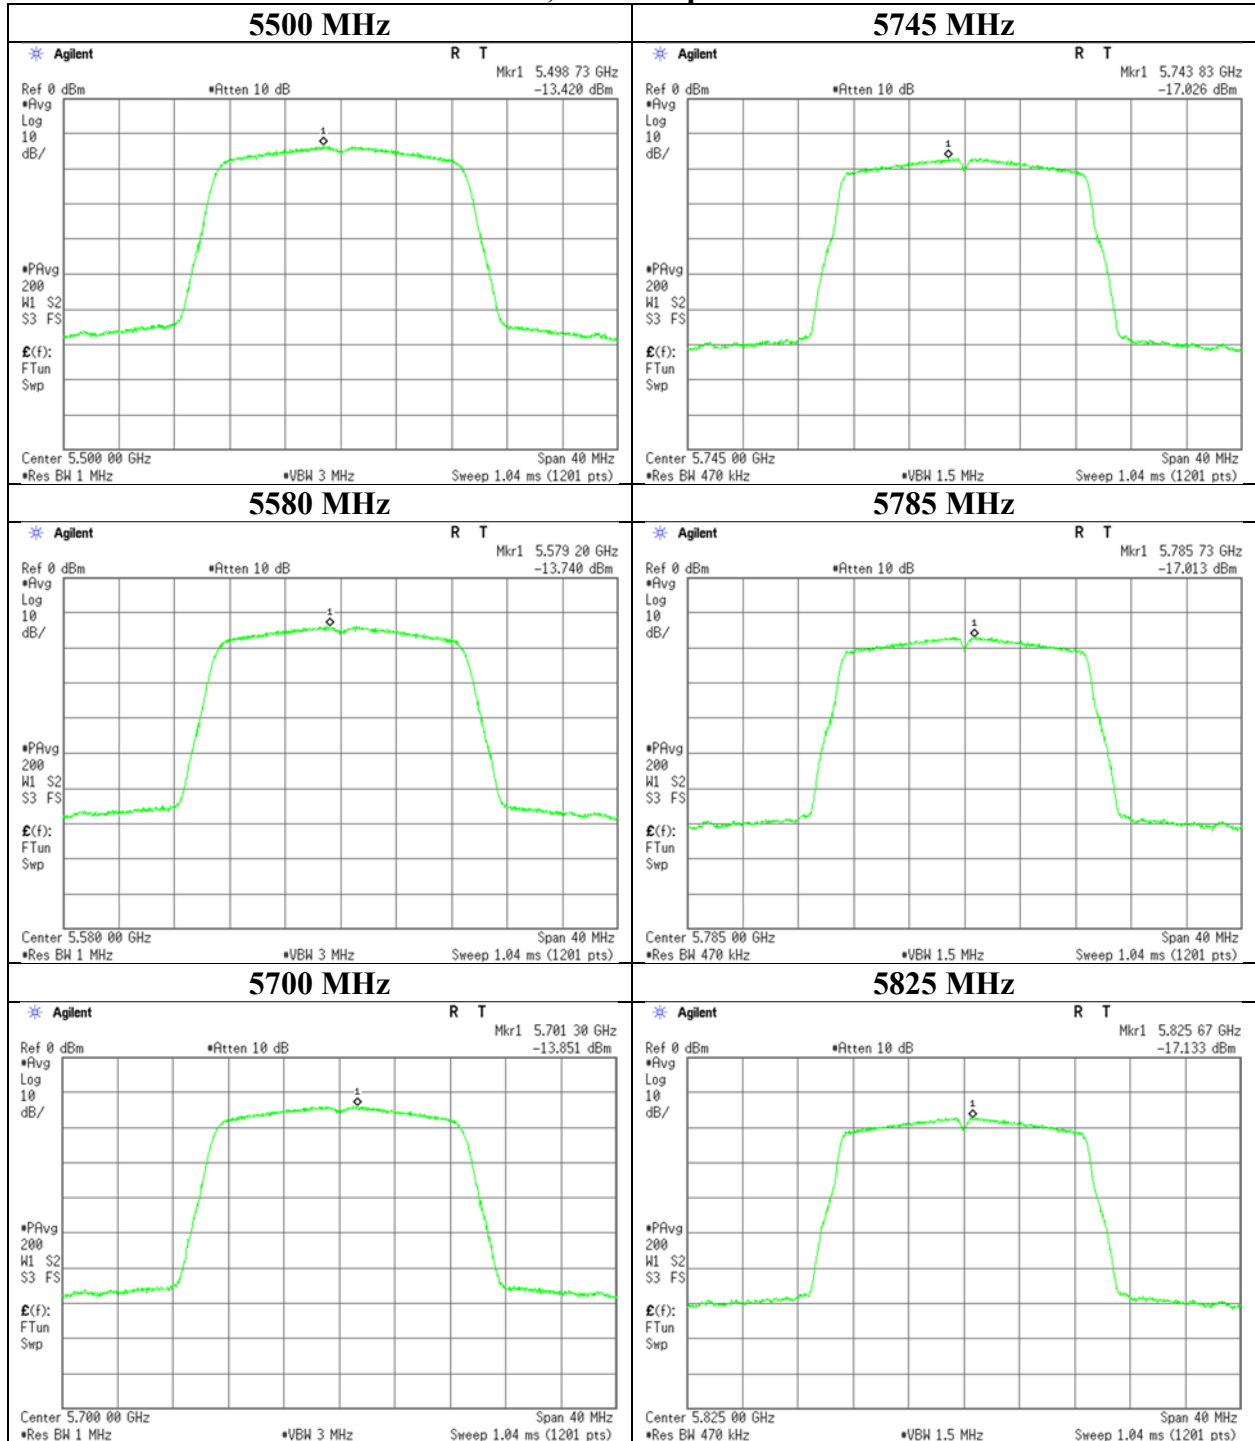 5500 MHz
5745 MHz
Agilent R T
Mkr1 5.498 73 GHz
Ref 0 dBm #Atten 10 dB -13.420 dBm
#Avg
Log
10
dB/
1
#PAvg
200
W1 S2
S3 FS
£(f):
FTun
Swp
Center 5.500 00 GHz Span 40 MHz
#Res BW 1 MHz #VBW 3 MHz Sweep 1.04 ms (1201 pts)
Agilent R T
Mkr1 5.743 83 GHz
Ref 0 dBm #Atten 10 dB -17.026 dBm
#Avg
Log
10
dB/
1
#PAvg
200
W1 S2
S3 FS
£(f):
FTun
Swp
Center 5.745 00 GHz Span 40 MHz
#Res BW 470 kHz #VBW 1.5 MHz Sweep 1.04 ms (1201 pts)
5580 MHz
5785 MHz
Agilent R T
Mkr1 5.579 20 GHz
Ref 0 dBm #Atten 10 dB -13.740 dBm
#Avg
Log
10
dB/
1
#PAvg
200
W1 S2
S3 FS
£(f):
FTun
Swp
Center 5.580 00 GHz Span 40 MHz
#Res BW 1 MHz #VBW 3 MHz Sweep 1.04 ms (1201 pts)
Agilent R T
Mkr1 5.785 73 GHz
Ref 0 dBm #Atten 10 dB -17.013 dBm
#Avg
Log
10
dB/
1
#PAvg
200
W1 S2
S3 FS
£(f):
FTun
Swp
Center 5.785 00 GHz Span 40 MHz
#Res BW 470 kHz #VBW 1.5 MHz Sweep 1.04 ms (1201 pts)
5700 MHz
5825 MHz
Agilent R T
Mkr1 5.701 30 GHz
Ref 0 dBm #Atten 10 dB -13.851 dBm
#Avg
Log
10
dB/
1
#PAvg
200
W1 S2
S3 FS
£(f):
FTun
Swp
Center 5.700 00 GHz Span 40 MHz
#Res BW 1 MHz #VBW 3 MHz Sweep 1.04 ms (1201 pts)
Agilent R T
Mkr1 5.825 67 GHz
Ref 0 dBm #Atten 10 dB -17.133 dBm
#Avg
Log
10
dB/
1
#PAvg
200
W1 S2
S3 FS
£(f):
FTun
Swp
Center 5.825 00 GHz Span 40 MHz
#Res BW 470 kHz #VBW 1.5 MHz Sweep 1.04 ms (1201 pts)